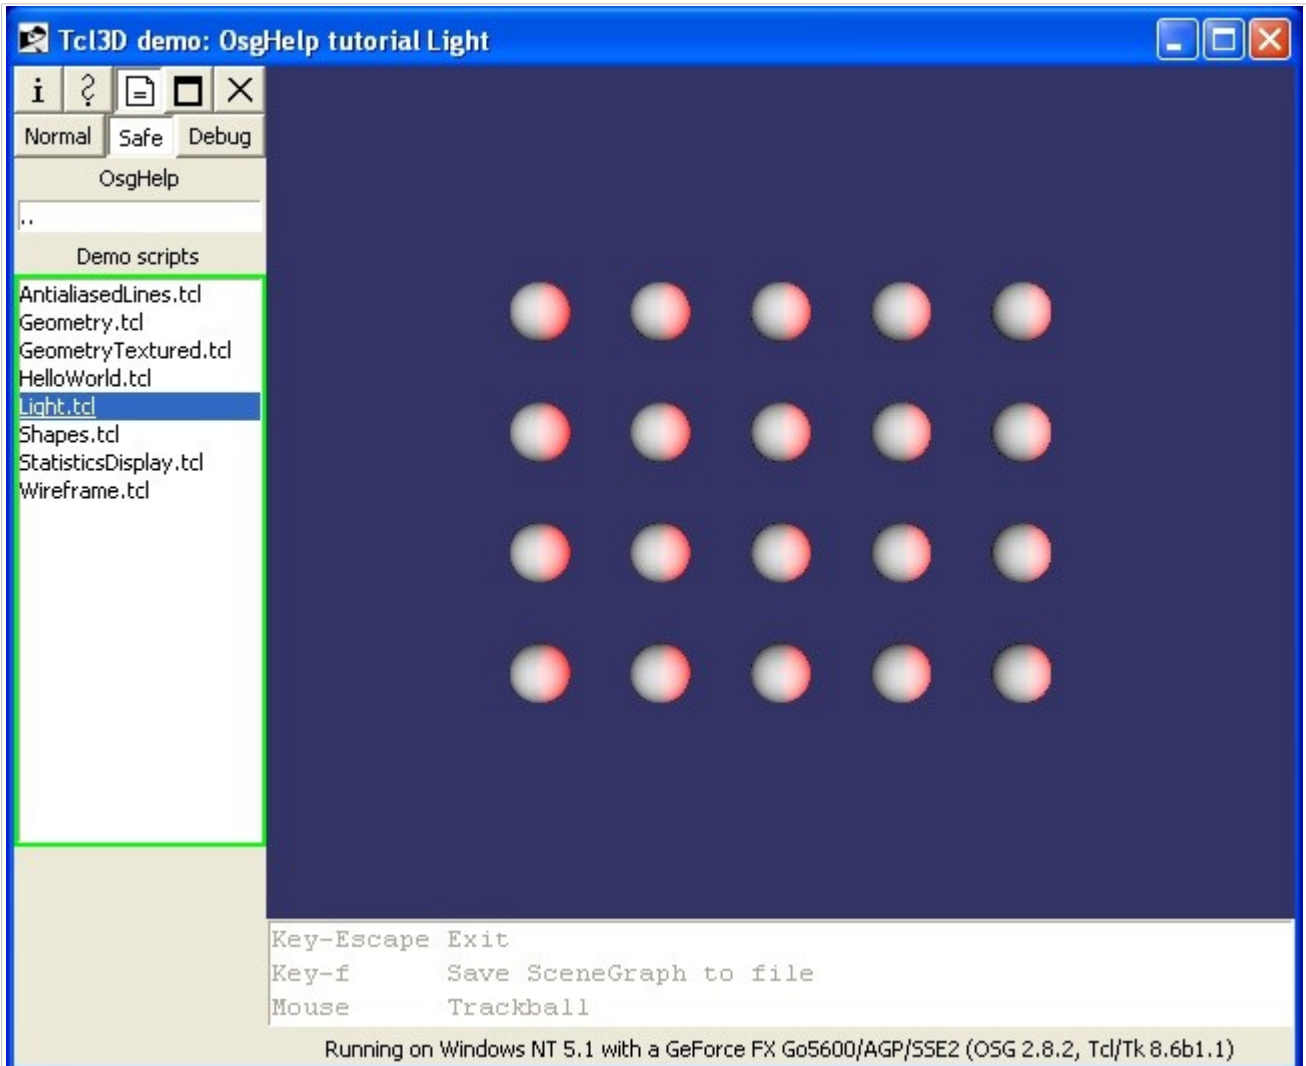 Tcl3D demo: OsgHelp tutorial Light
i ?
Normal Safe Debug
OsgHelp
..
Demo scripts
AntialiasedLines.tcl
Geometry.tcl
GeometryTextured.tcl
HelloWorld.tcl
Light.tcl
Shapes.tcl
StatisticsDisplay.tcl
Wireframe.tcl
Key-Escape Exit
Key-f Save SceneGraph to file
Mouse Trackball
Running on Windows NT 5.1 with a GeForce FX Go5600/AGP/SSE2 (OSG 2.8.2, Tcl/Tk 8.6b1.1)